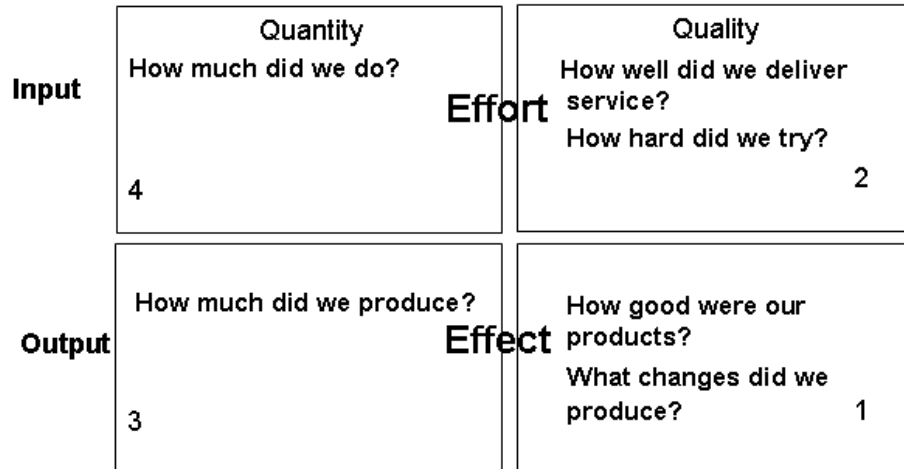 Quantity
Quality
Input
How much did we do?
How well did we deliver
service?
Effort
How hard did we try?
4
2
Output
How much did we produce?
How good were our
products?
Effect
What changes did we
produce?
3
1